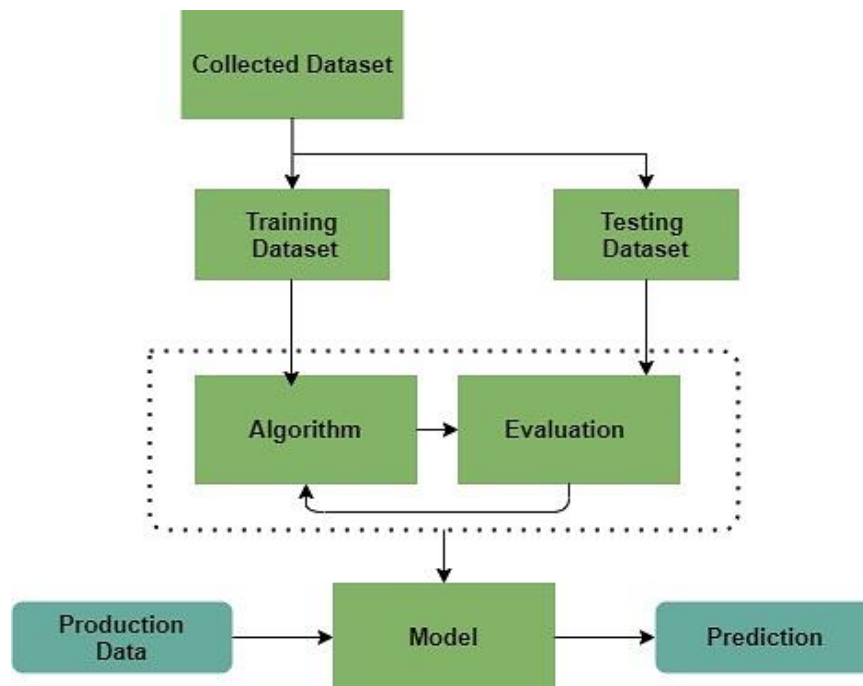 Collected Dataset
Training
Dataset
Testing
Dataset
Algorithm
Evaluation
Production
Data
Model
Prediction